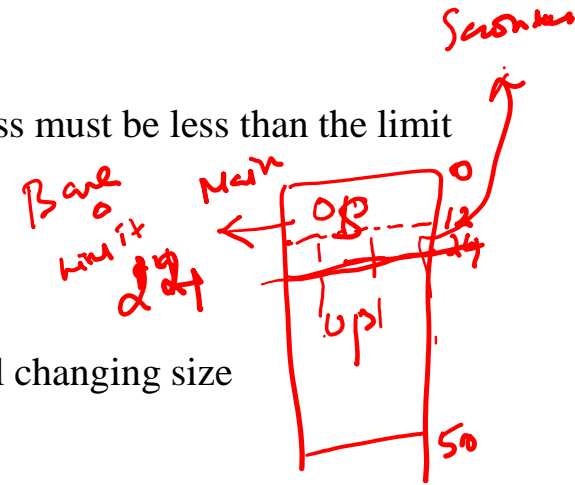 Secondary
ss must be less than the limit
Main
0
Base
0
OS
12
limit
24
24
UP1
l changing size
50